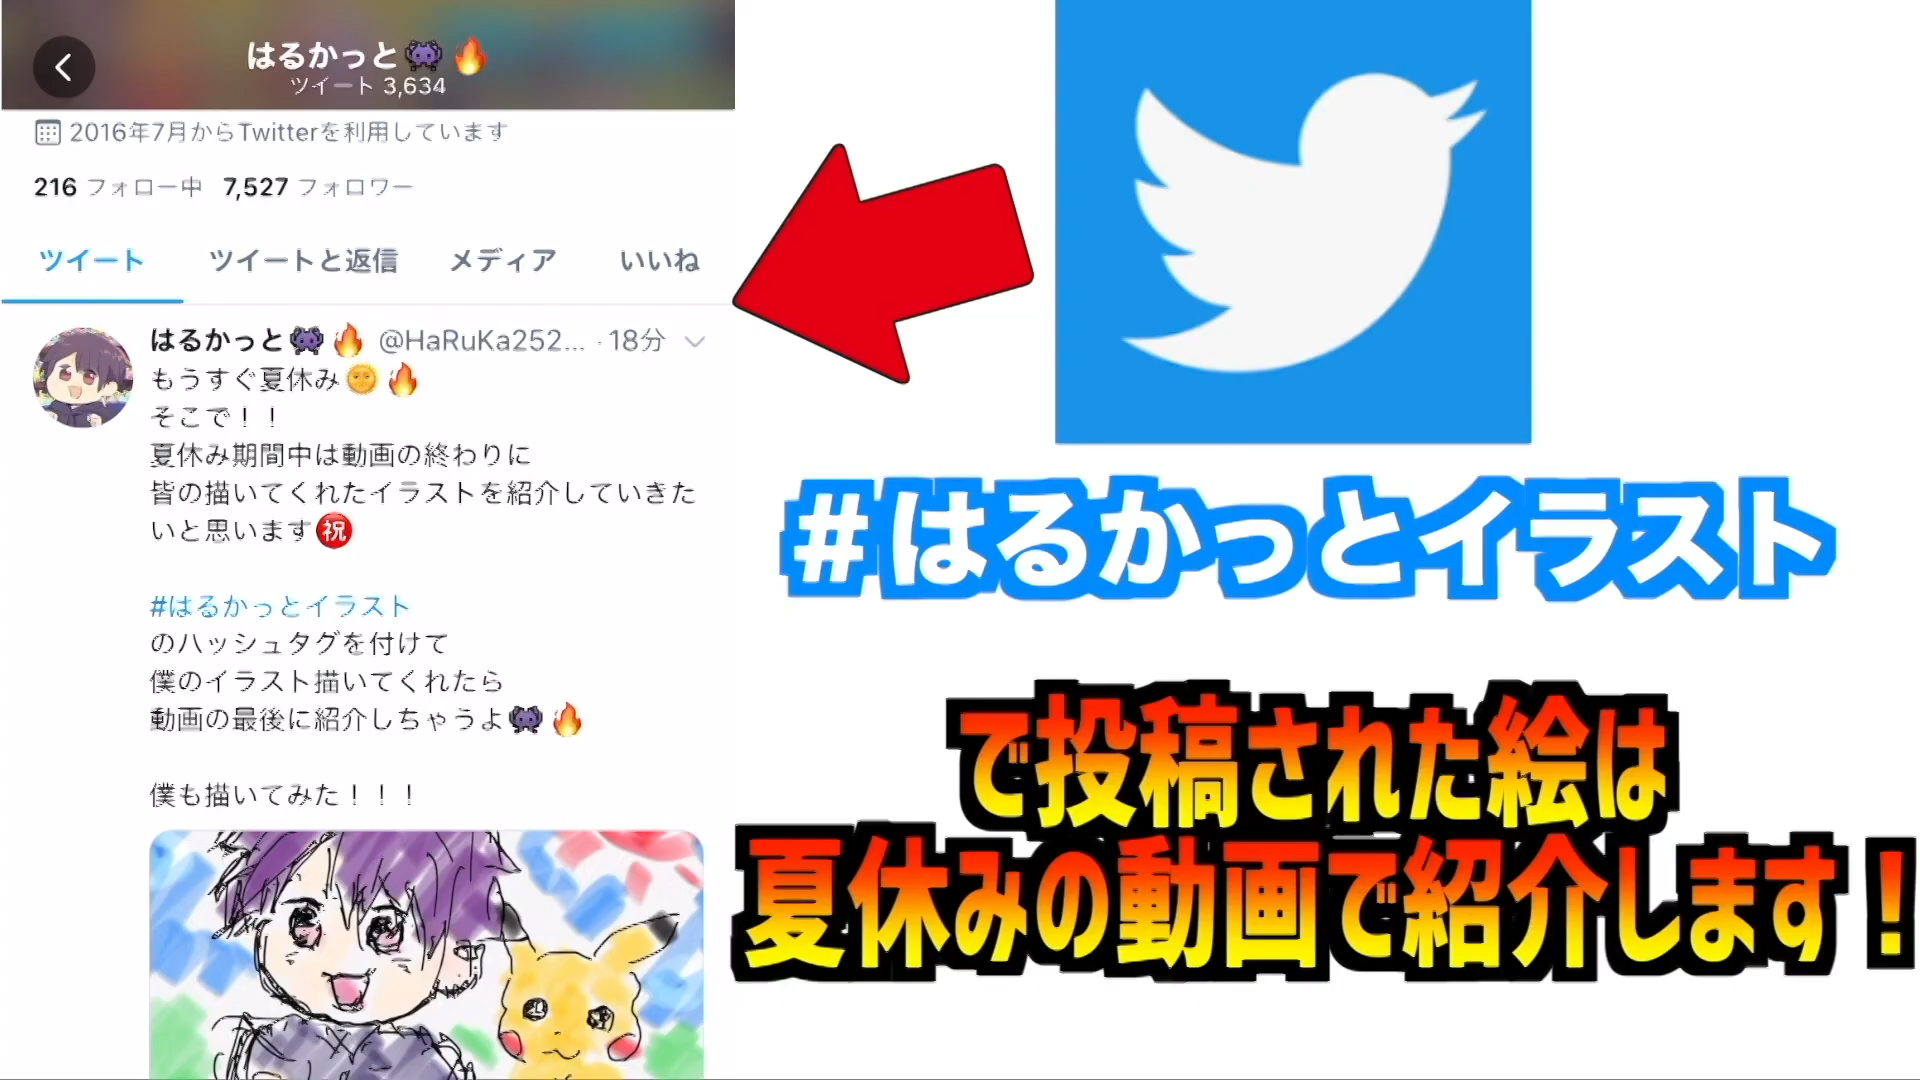 はるかっと👾🔥
ツイート 3,634
2016年7月からTwitterを利用しています
216 フォロー中 7,527 フォロワー
ツイート ツイートと返信 メディア いいね
はるかっと👾🔥 @HaRuKa252... · 18分
もうすぐ夏休み🌞🔥
そこで！！
夏休み期間中は動画の終わりに
皆の描いてくれたイラストを紹介していきた
いと思います㊗️
#はるかっとイラスト
のハッシュタグを付けて
僕のイラスト描いてくれたら
動画の最後に紹介しちゃうよ👾🔥
僕も描いてみた！！！
#はるかっとイラスト
で投稿された絵は
夏休みの動画で紹介します！